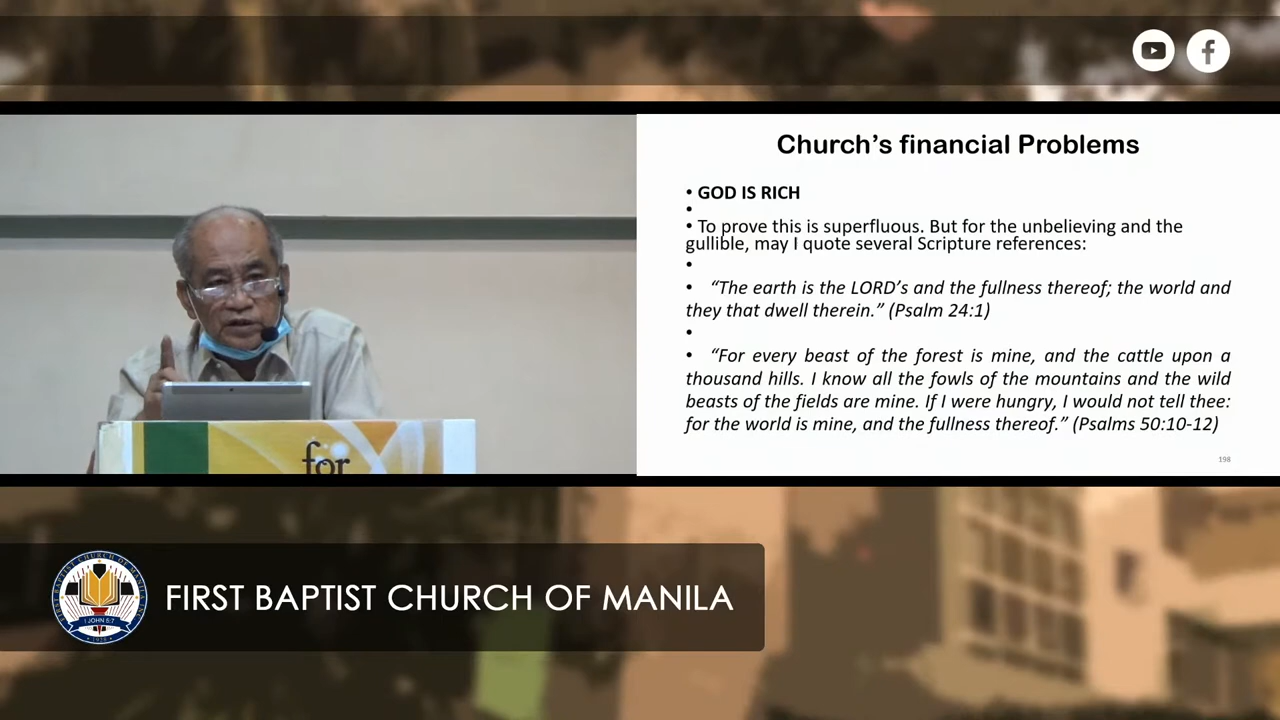 Church's financial Problems
• GOD IS RICH
•
• To prove this is superfluous. But for the unbelieving and the
gullible, may I quote several Scripture references:
•
• “The earth is the LORD’s and the fullness thereof; the world and
they that dwell therein.” (Psalm 24:1)
•
• “For every beast of the forest is mine, and the cattle upon a
thousand hills. I know all the fowls of the mountains and the wild
beasts of the fields are mine. If I were hungry, I would not tell thee:
for the world is mine, and the fullness thereof.” (Psalms 50:10-12)
198
for
FIRST BAPTIST CHURCH OF MANILA
I JOHN 5:7